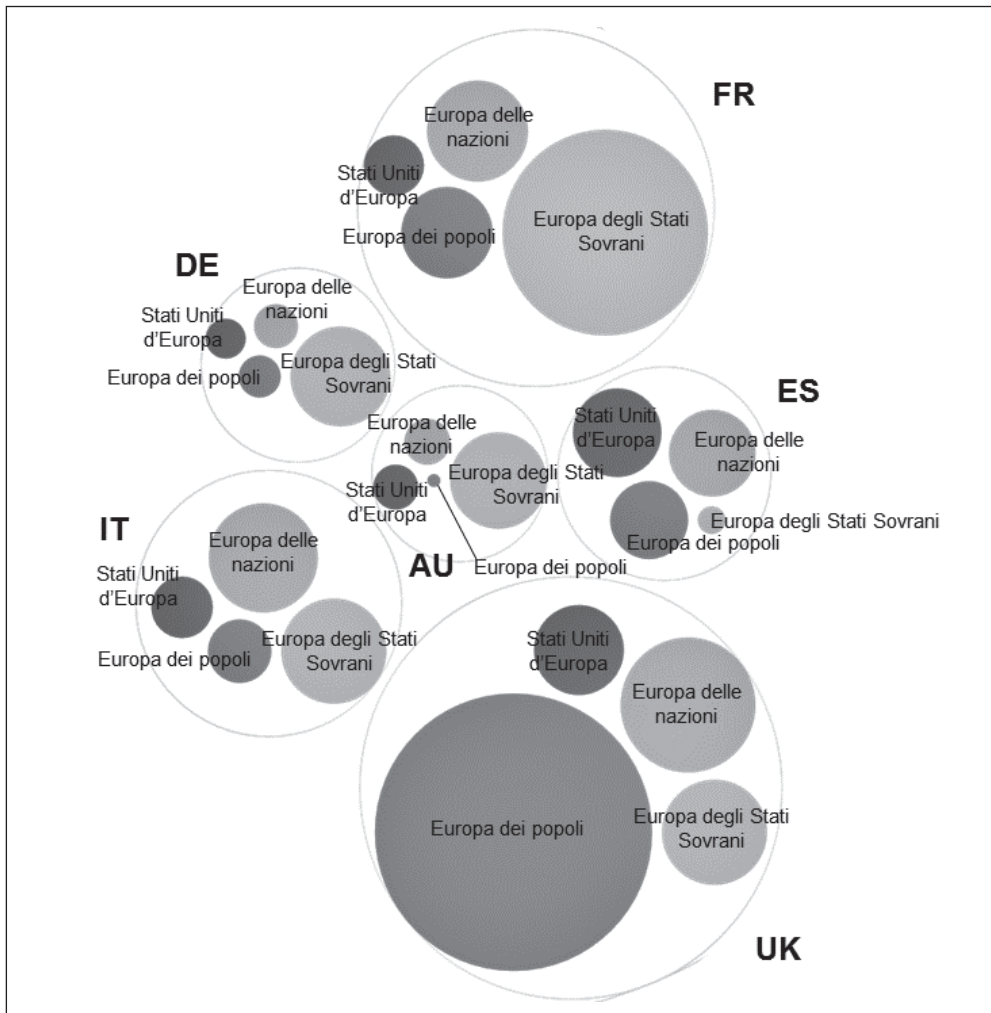 FR
Europa delle
nazioni
Stati Uniti
d'Europa
Europa dei popoli
Europa degli Stati
Sovrani
DE
Europa delle
nazioni
Stati Uniti
d'Europa
Europa dei popoli
Europa degli Stati
Sovrani
ES
Stati Uniti
d'Europa
Europa delle
nazioni
Europa degli Stati Sovrani
Europa dei popoli
AU
Europa delle
nazioni
Stati Uniti
d'Europa
Europa degli Stati
Sovrani
Europa dei popoli
IT
Europa delle
nazioni
Stati Uniti
d'Europa
Europa dei popoli
Europa degli Stati
Sovrani
Stati Uniti
d'Europa
Europa delle
nazioni
Europa dei popoli
Europa degli Stati
Sovrani
UK